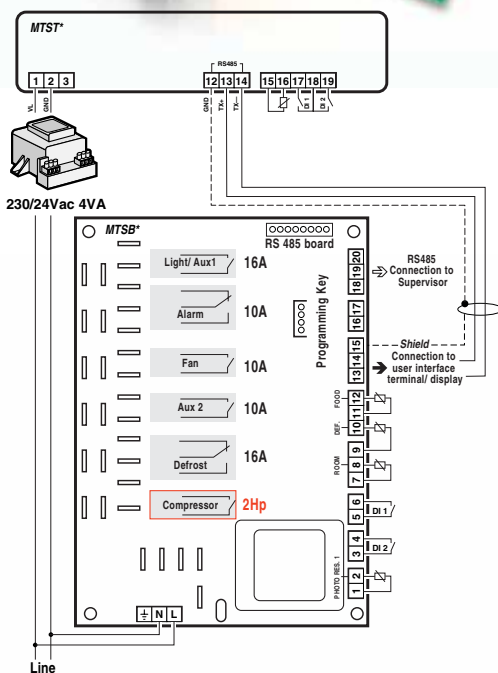 MTST*
RS485
1 2 3
12 13 14
15 16 17 18 19
VL
GND
GND
TX+
TX–
DI 1
DI 2
230/24Vac 4VA
MTSB*
RS 485 board
Light/ Aux1
16A
Alarm
10A
Fan
10A
Aux 2
10A
Defrost
16A
Compressor
2Hp
Programming Key
20
19
18
17
16
15
14
13
12
11
10
9
8
7
6
5
4
3
2
1
RS485
Connection to
Supervisor
Shield
Connection to
user interface
terminal/ display
FOOD
DEF.
ROOM
DI 1
DI 2
PHOTO RES. 1
N L
Line